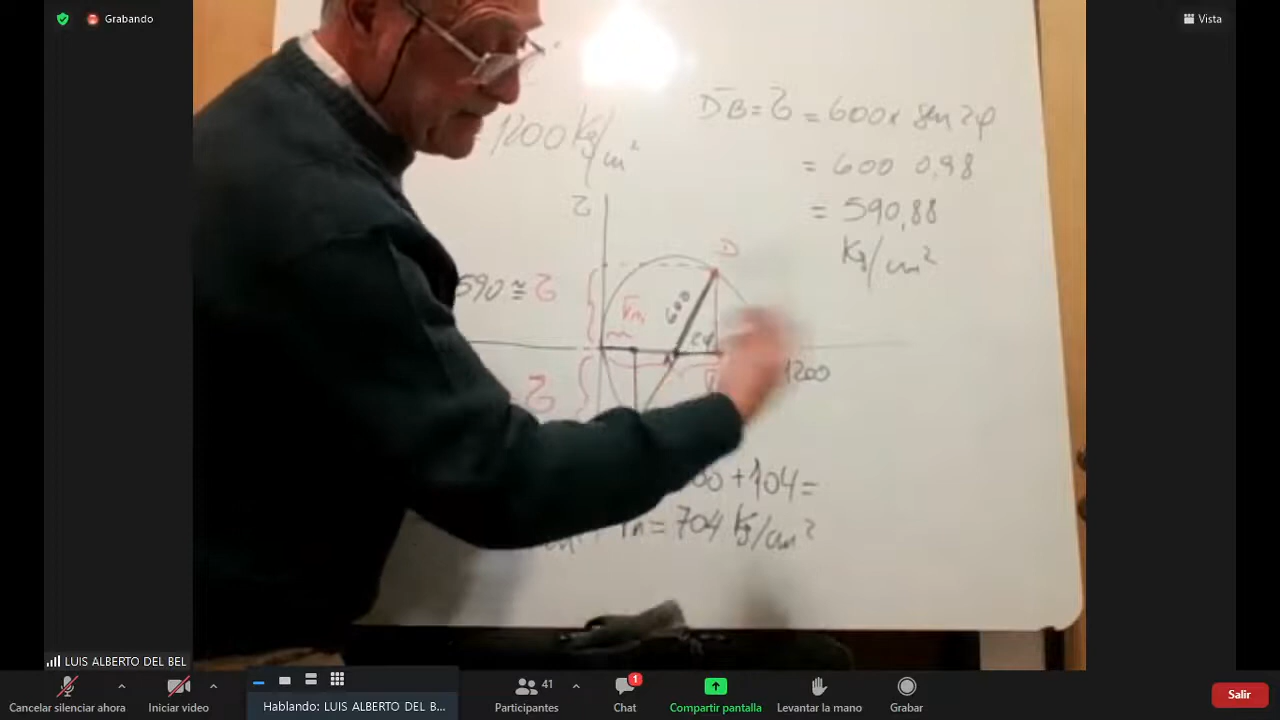 Grabando
Vista
1200 Kg/cm²
D̅B̅ = τ = 600 x sen 2φ
= 600 0,98
= 590,88
Kg/cm²
τ
D
590 ≅ τ
600
2φ
1200
τ
+104 =
= 704 Kg/cm²
LUIS ALBERTO DEL BEL
Cancelar silenciar ahora
Iniciar video
Hablando: LUIS ALBERTO DEL B...
41
Participantes
1
Chat
Compartir pantalla
Levantar la mano
Grabar
Salir